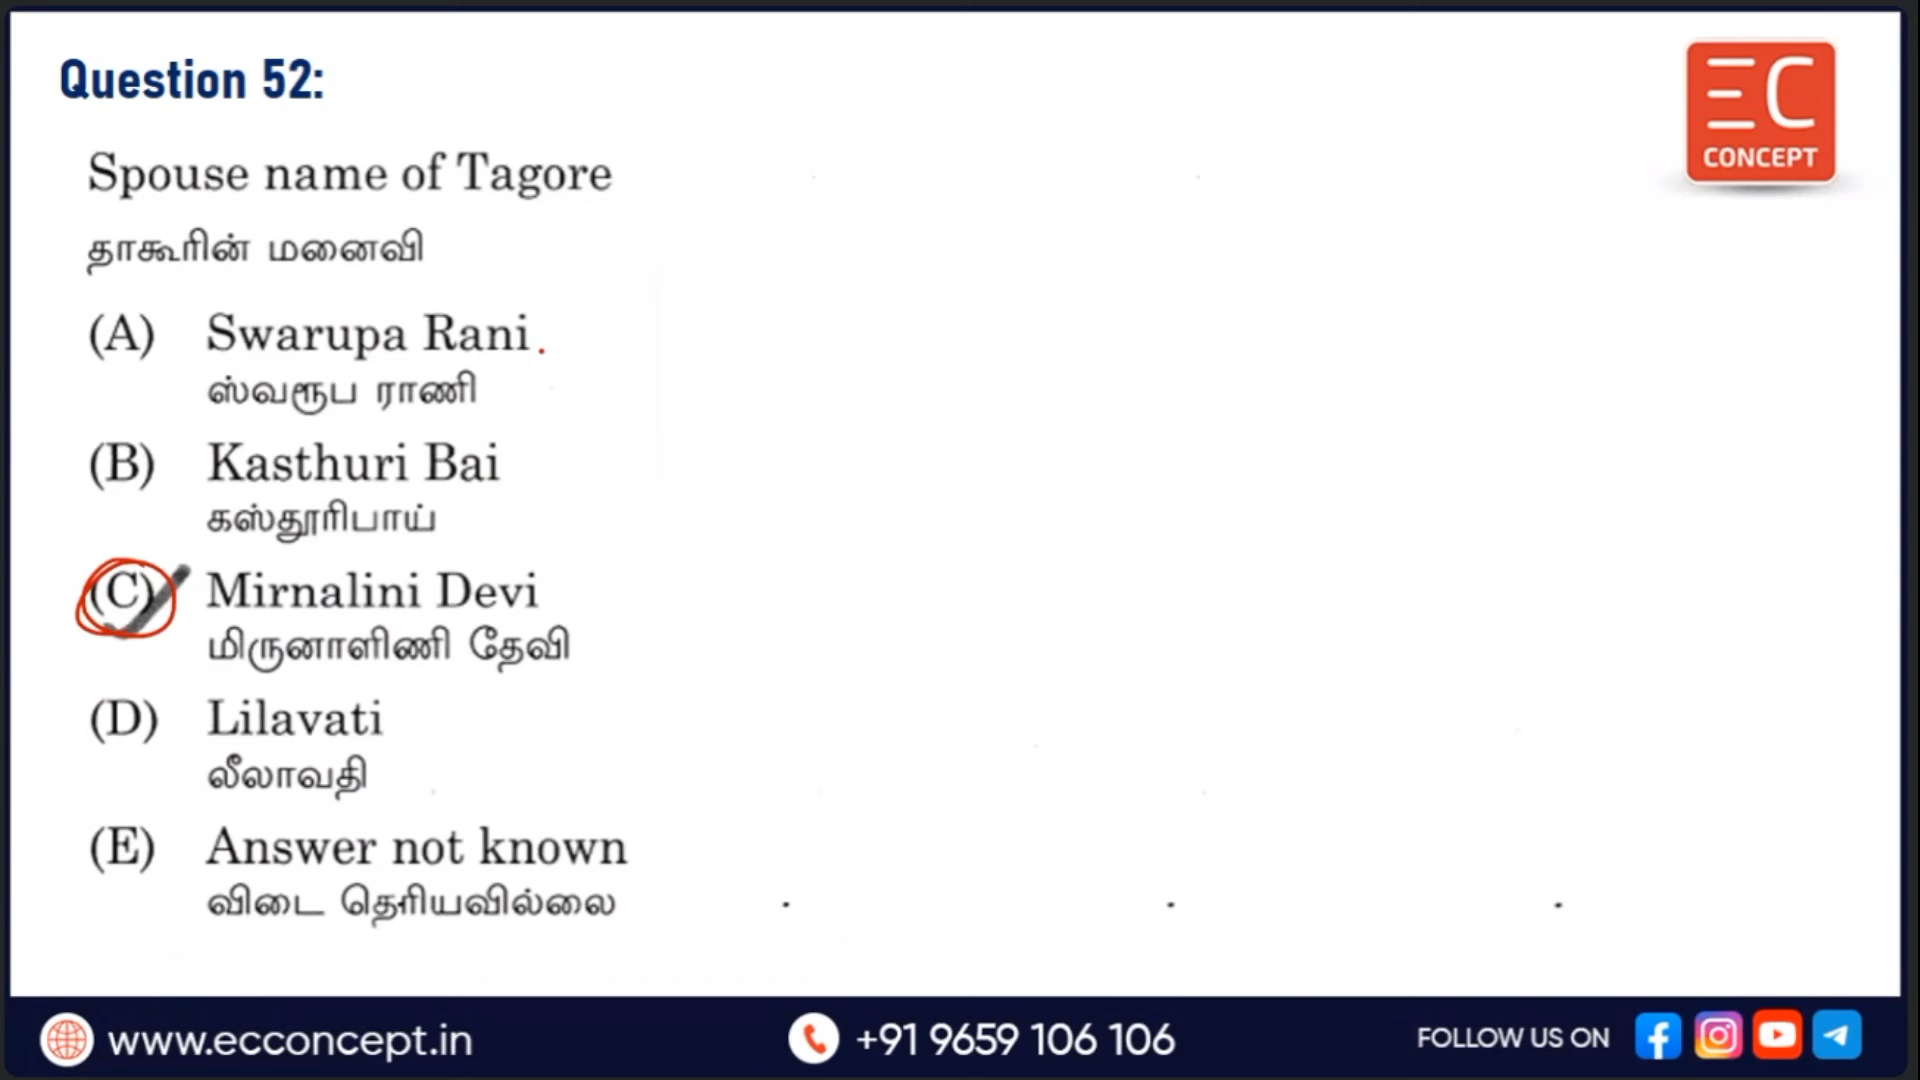 Question 52:
EC
CONCEPT
Spouse name of Tagore
தாகூரின் மனைவி
(A) Swarupa Rani
ஸ்வரூப ராணி
(B) Kasthuri Bai
கஸ்தூரிபாய்
(C) Mirnalini Devi
மிருனாளிணி தேவி
(D) Lilavati
லீலாவதி
(E) Answer not known
விடை தெரியவில்லை
www.ecconcept.in +91 9659 106 106 FOLLOW US ON